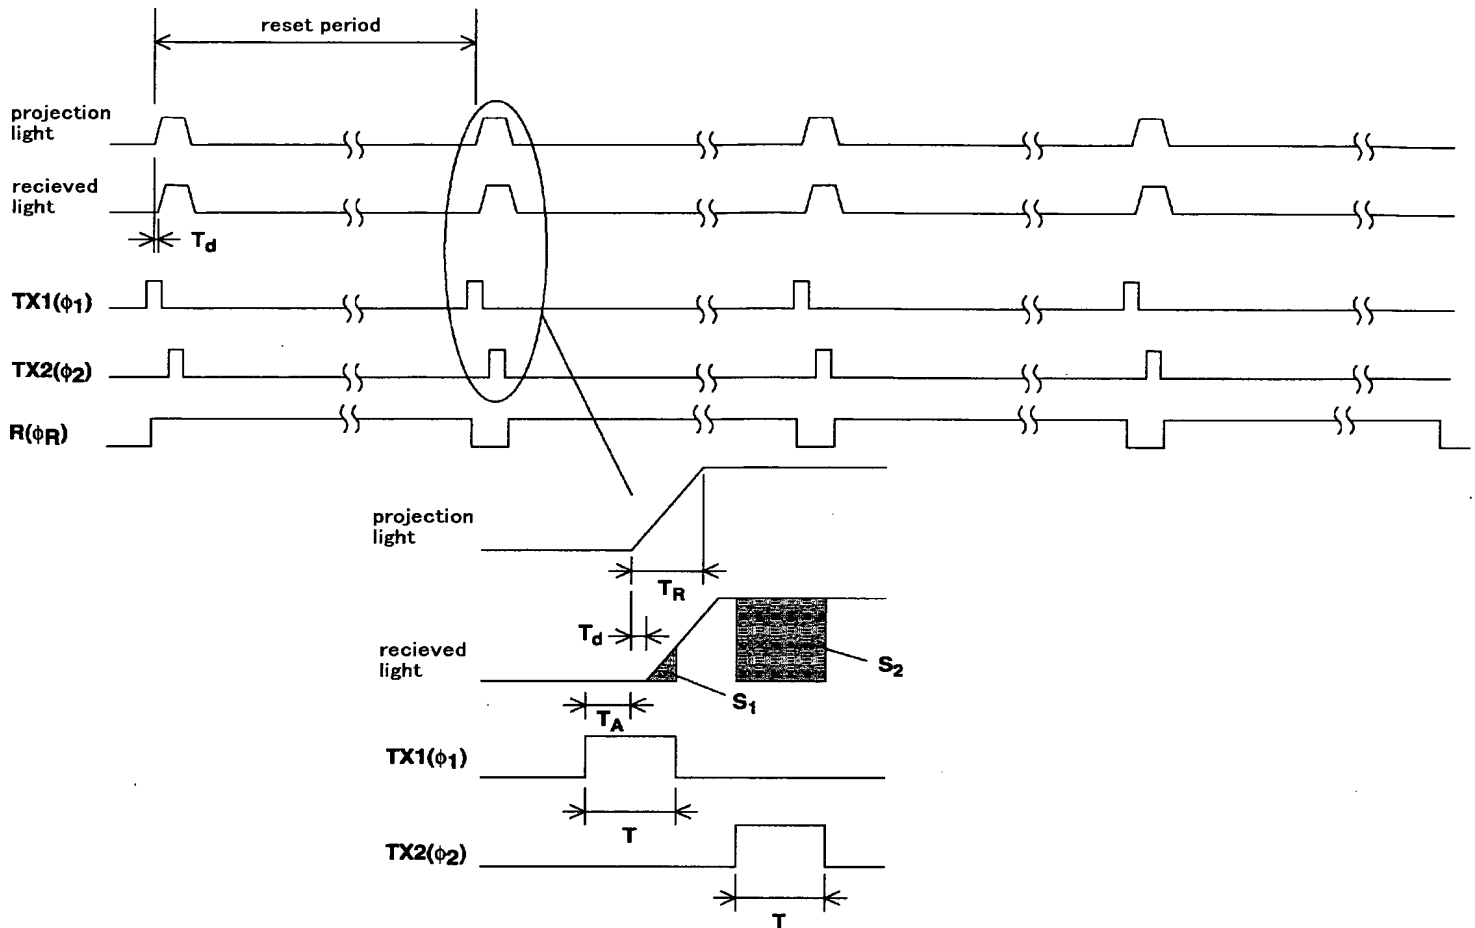 reset period
projection
light
recieved
light
Td
TX1(ϕ1)
TX2(ϕ2)
R(ϕR)
projection
light
TR
Td
recieved
light
S2
S1
TA
TX1(ϕ1)
T
TX2(ϕ2)
T